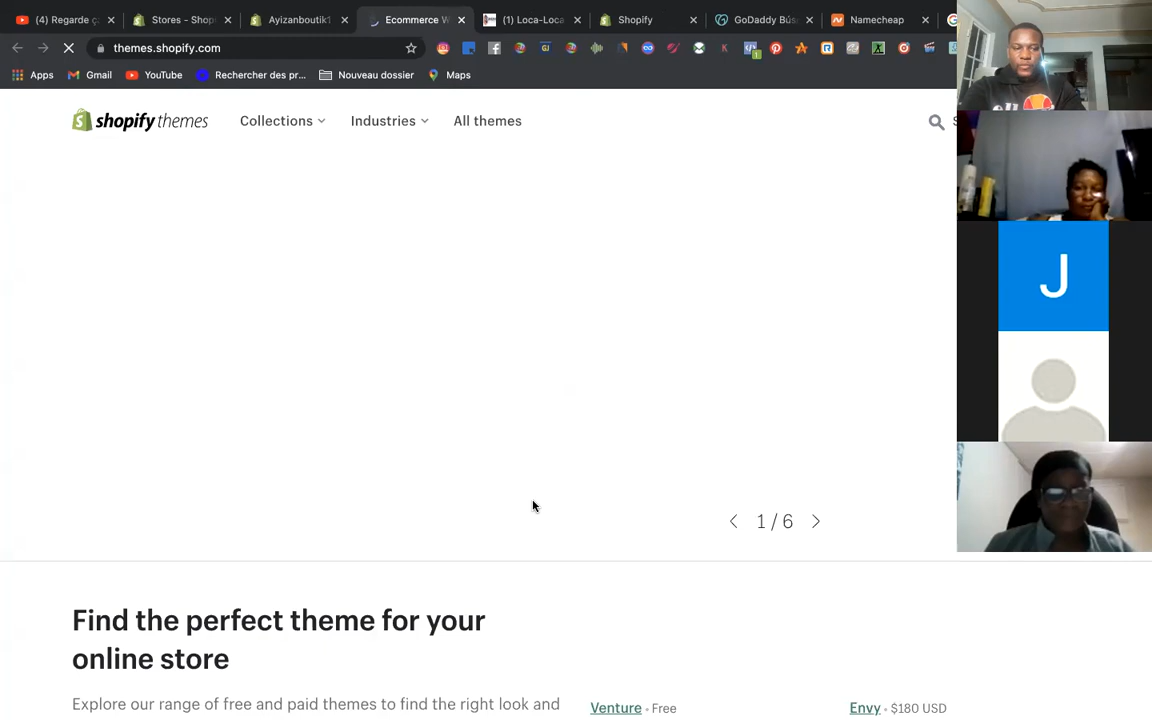 (4) Regarde ça
Stores - Shop
Ayizanboutik1
Ecommerce W
(1) Loca-Loca
Shopify
GoDaddy Bús
Namecheap
themes.shopify.com
Apps
Gmail
YouTube
Rechercher des pr...
Nouveau dossier
Maps
shopify themes
Collections
Industries
All themes
J
1 / 6
Find the perfect theme for your
online store
Explore our range of free and paid themes to find the right look and
Venture • Free
Envy • $180 USD